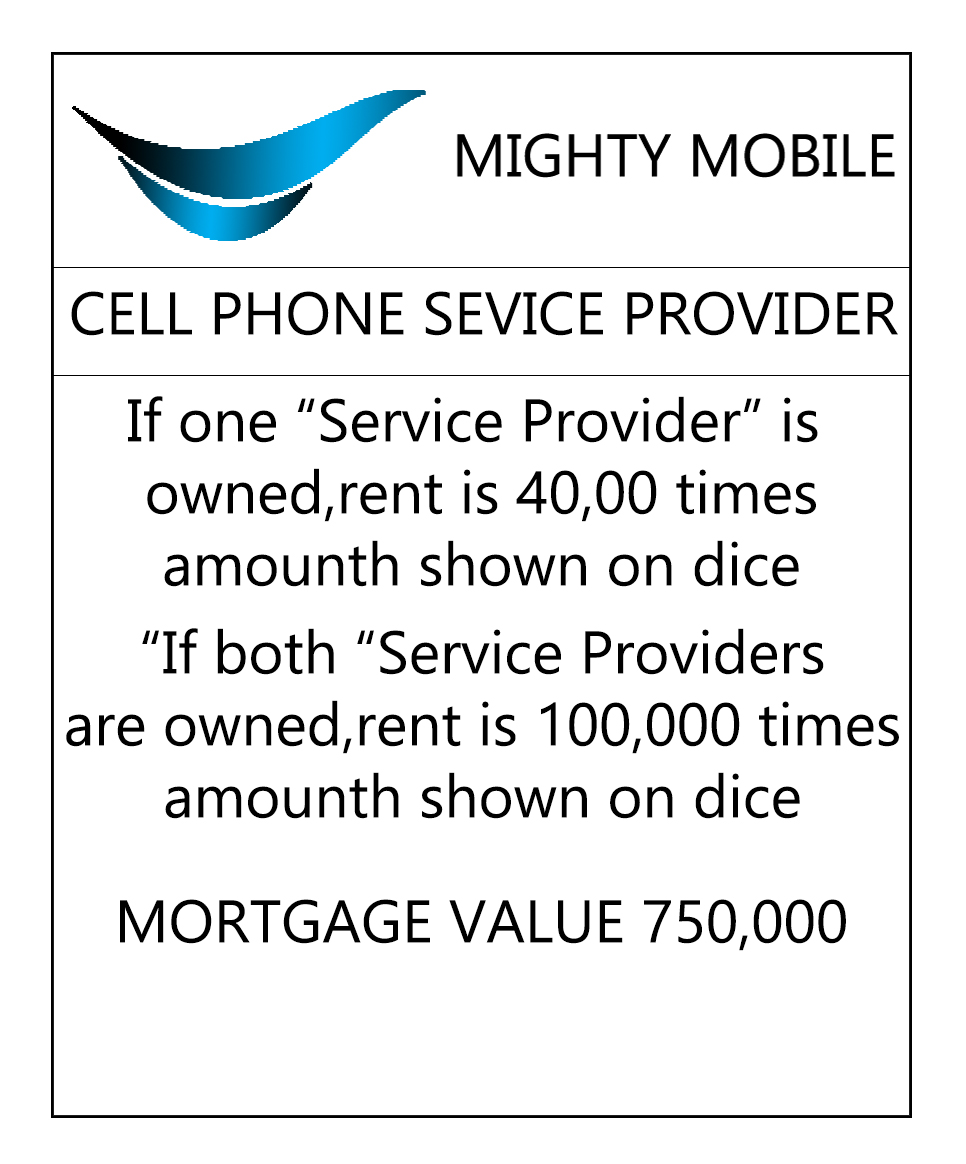 MIGHTY MOBILE
CELL PHONE SEVICE PROVIDER
If one “Service Provider” is
owned,rent is 40,00 times
amounth shown on dice
“If both “Service Providers
are owned,rent is 100,000 times
amounth shown on dice
MORTGAGE VALUE 750,000